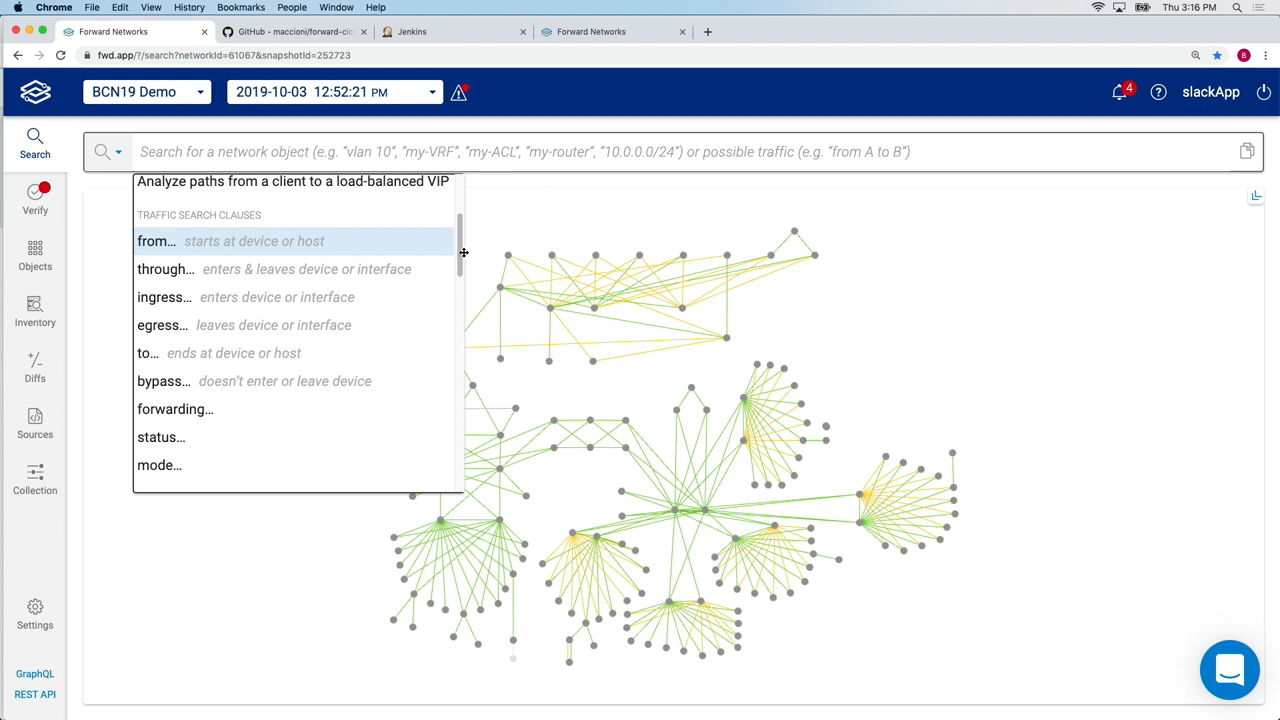 Chrome File Edit View History Bookmarks People Window Help Thu 3:16 PM
Forward Networks GitHub - maccioni/forward-cic Jenkins Forward Networks
fwd.app/?/search?networkId=61067&snapshotId=252723 B
BCN19 Demo 2019-10-03 12:52:21 PM 4 slackApp
Search
Search for a network object (e.g. "vlan 10", "my-VRF", "my-ACL", "my-router", "10.0.0.0/24") or possible traffic (e.g. "from A to B")
Analyze paths from a client to a load-balanced VIP
TRAFFIC SEARCH CLAUSES
from... starts at device or host
through... enters & leaves device or interface
ingress... enters device or interface
egress... leaves device or interface
to... ends at device or host
bypass... doesn't enter or leave device
forwarding...
status...
mode...
Verify
Objects
Inventory
Diffs
Sources
Collection
Settings
GraphQL
REST API